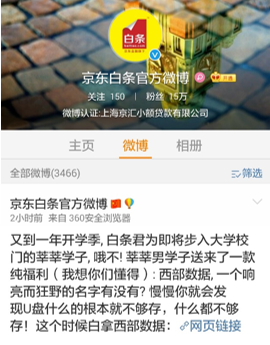 白条
京东白条官方微博
关注 150 | 粉丝 15万
微博认证:上海京汇小额贷款有限公司
主页 微博 相册
全部微博(3466) 筛选
京东白条官方微博
2小时前 来自 360安全浏览器
又到一年开学季, 白条君为即将步入大学校
门的莘莘学子, 哦不! 莘莘男学子送来了一款
纯福利（我想你们懂得）: 西部数据, 一个响
亮而狂野的名字有没有? 慢慢你就会发
现U盘什么的根本就不够存，什么都不够
存！这个时候白拿西部数据: 网页链接